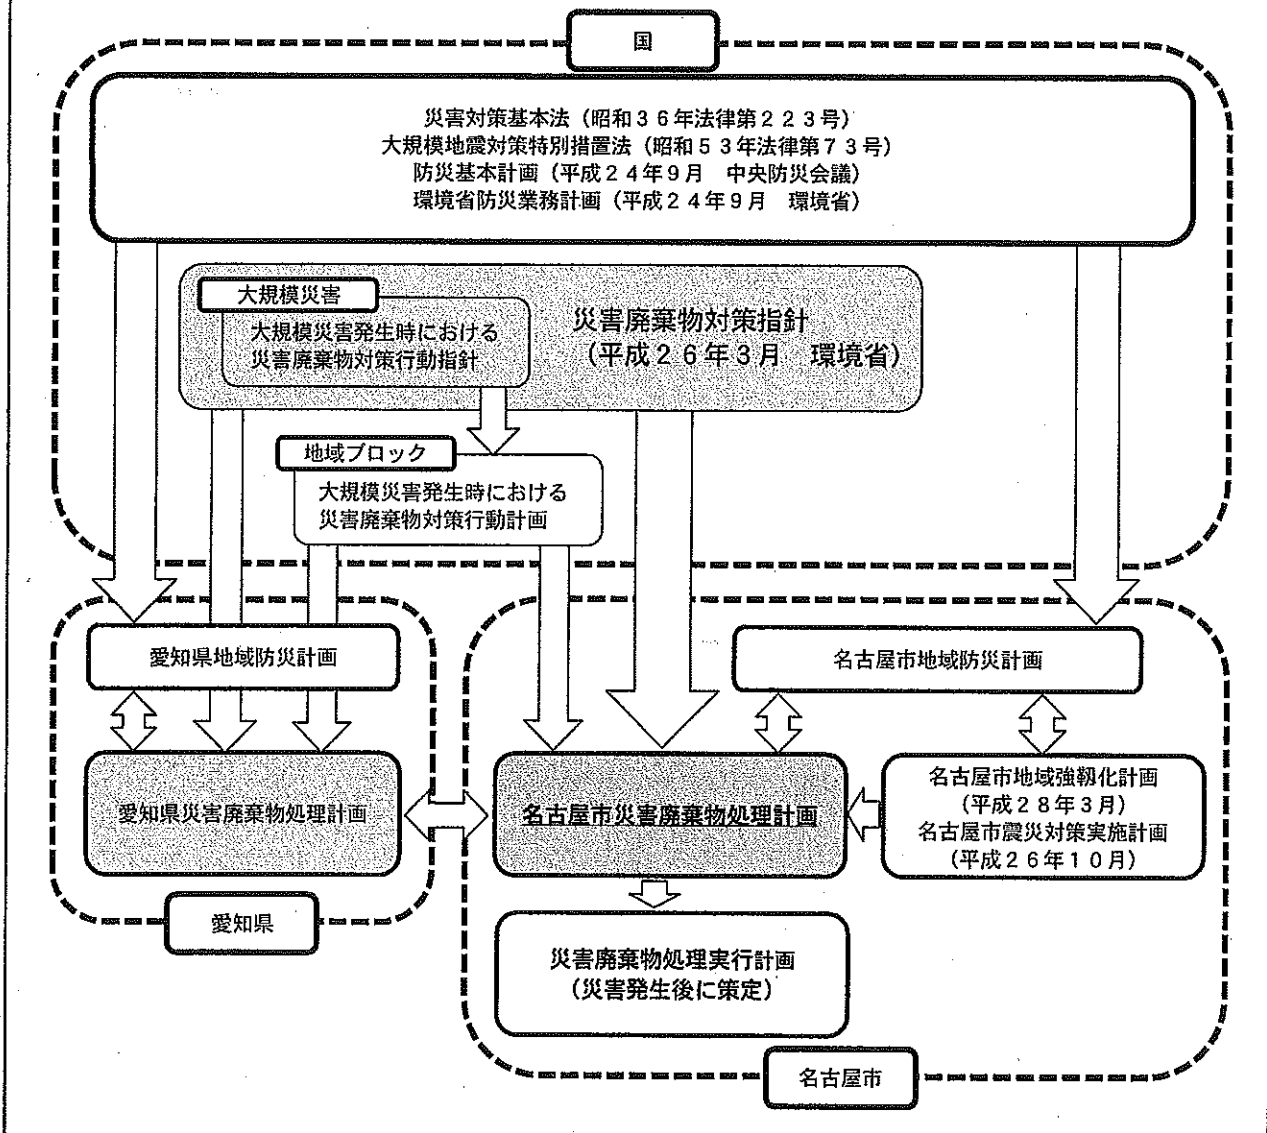 国
災害対策基本法（昭和３６年法律第２２３号）
大規模地震対策特別措置法（昭和５３年法律第７３号）
防災基本計画（平成２４年９月　中央防災会議）
環境省防災業務計画（平成２４年９月　環境省）
大規模災害
大規模災害発生時における
災害廃棄物対策行動指針
災害廃棄物対策指針
（平成２６年３月　環境省）
地域ブロック
大規模災害発生時における
災害廃棄物対策行動計画
愛知県地域防災計画
名古屋市地域防災計画
愛知県災害廃棄物処理計画
名古屋市災害廃棄物処理計画
名古屋市地域強靱化計画
（平成２８年３月）
名古屋市震災対策実施計画
（平成２６年１０月）
愛知県
災害廃棄物処理実行計画
（災害発生後に策定）
名古屋市